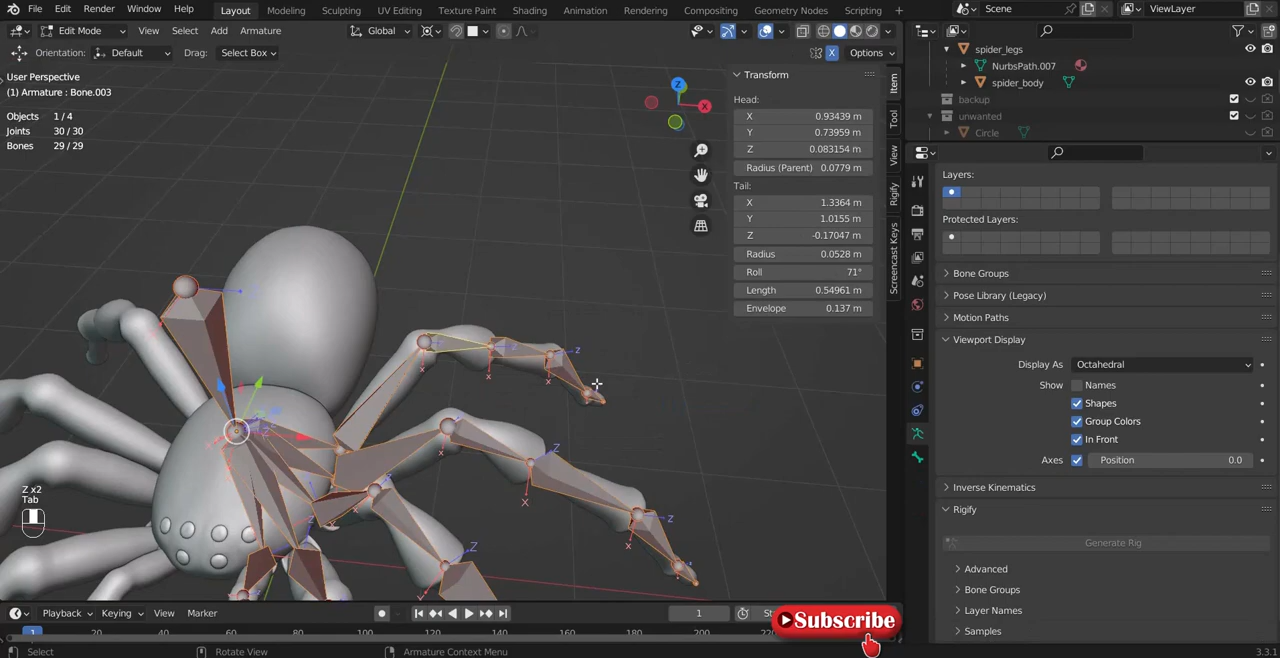 File Edit Render Window Help Layout Modeling Sculpting UV Editing Texture Paint Shading Animation Rendering Compositing Geometry Nodes Scripting + Scene ViewLayer
Edit Mode View Select Add Armature Global
Orientation: Default Drag: Select Box X Options
User Perspective
(1) Armature : Bone.003
Objects 1/4
Joints 30/30
Bones 29/29
Z
X
Transform
Head:
X 0.93439 m
Y 0.73959 m
Z 0.083154 m
Radius (Parent) 0.0779 m
Tail:
X 1.3364 m
Y 1.0155 m
Z -0.17047 m
Radius 0.0528 m
Roll 71°
Length 0.54961 m
Envelope 0.137 m
Item
Tool
View
Rigify
Screencast Keys
spider_legs
NurbsPath.007
spider_body
backup
unwanted
Circle
Layers:
Protected Layers:
Bone Groups
Pose Library (Legacy)
Motion Paths
Viewport Display
Display As Octahedral
Show Names
Shapes
Group Colors
In Front
Axes Position 0.0
Inverse Kinematics
Rigify
Generate Rig
Advanced
Bone Groups
Layer Names
Samples
Z x2
Tab
Playback Keying View Marker 1
1 20 40 60 80 100 120 140 160 180 200
Subscribe
Select Rotate View Armature Context Menu 3.3.1